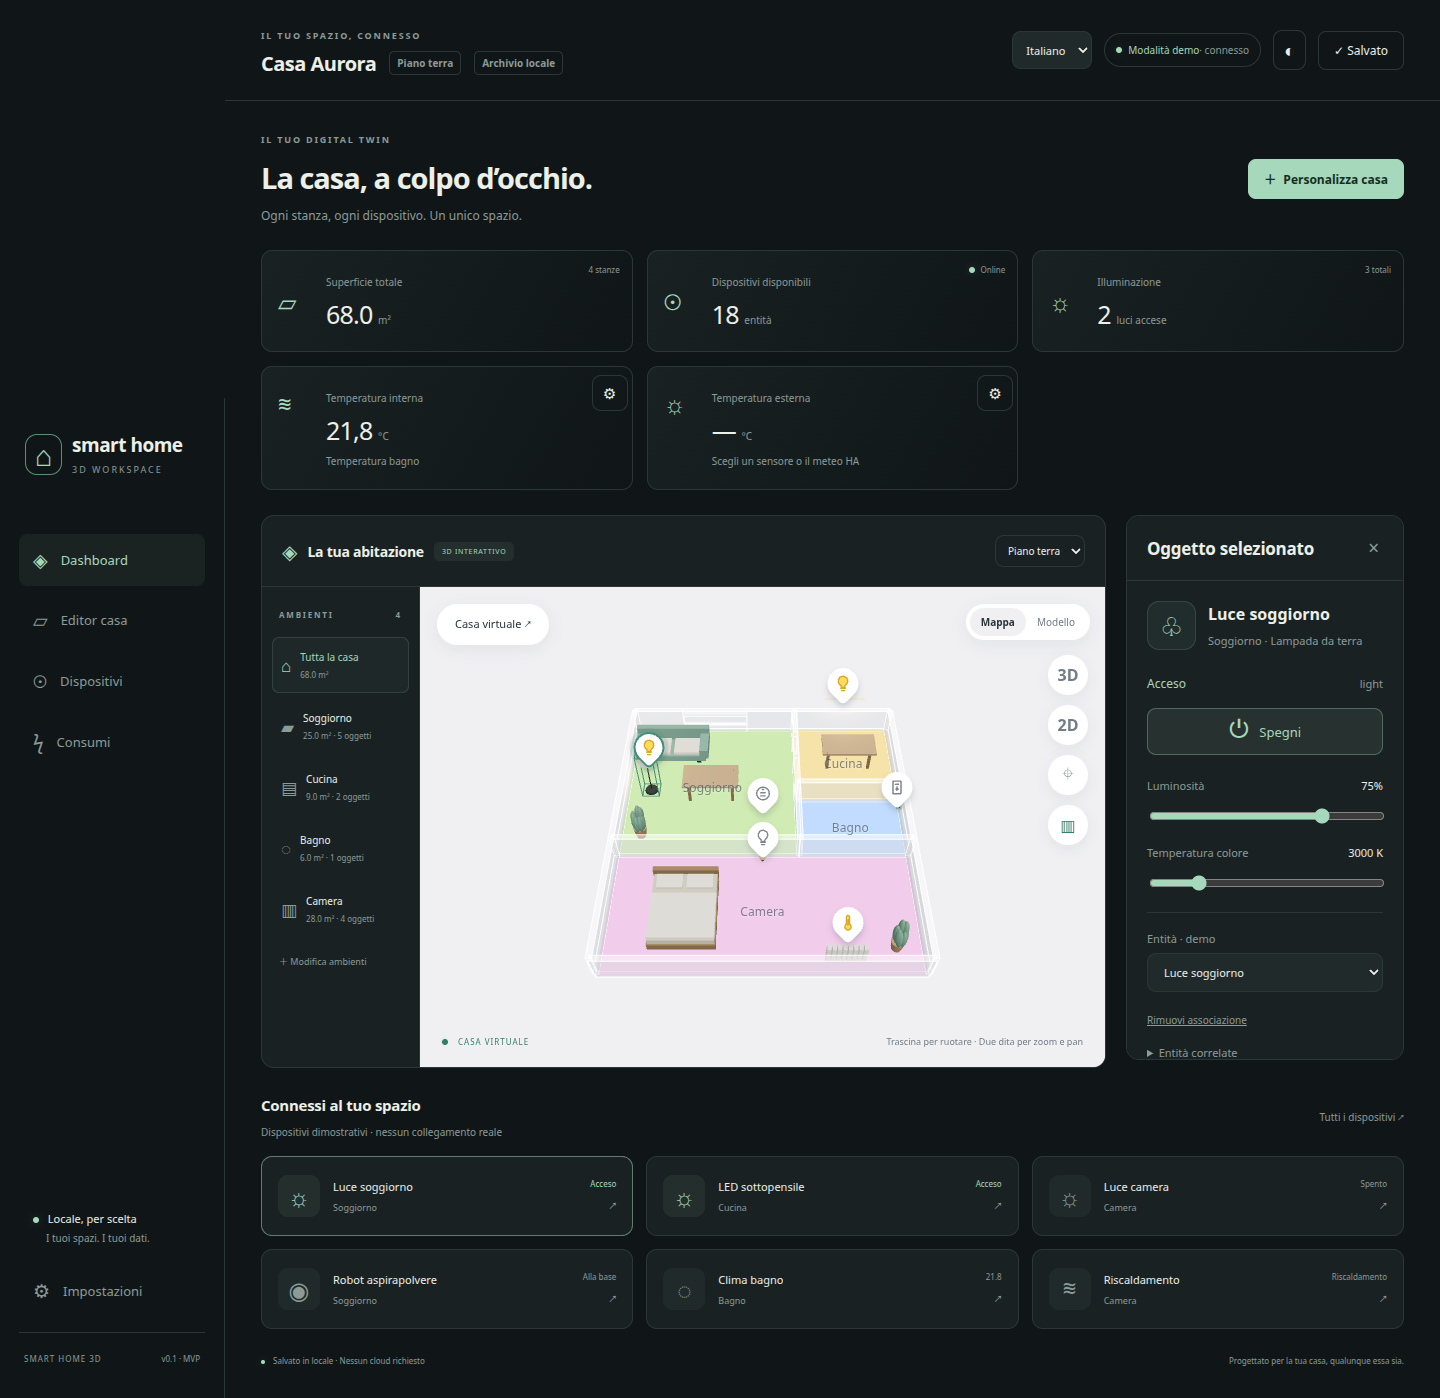 IL TUO SPAZIO, CONNESSO
Casa Aurora
Piano terra
Archivio locale
Italiano
Modalità demo · connesso
✓ Salvato
smart home
3D WORKSPACE
Dashboard
Editor casa
Dispositivi
Consumi
Locale, per scelta
I tuoi spazi. I tuoi dati.
Impostazioni
SMART HOME 3D
v0.1 · MVP
IL TUO DIGITAL TWIN
La casa, a colpo d’occhio.
Ogni stanza, ogni dispositivo. Un unico spazio.
+ Personalizza casa
Superficie totale
4 stanze
68.0 m²
Dispositivi disponibili
Online
18 entità
Illuminazione
3 totali
2 luci accese
Temperatura interna
21,8 °C
Temperatura bagno
Temperatura esterna
— °C
Scegli un sensore o il meteo HA
La tua abitazione
3D INTERATTIVO
Piano terra
AMBIENTI 4
Tutta la casa
68.0 m²
Soggiorno
25.0 m² · 5 oggetti
Cucina
9.0 m² · 2 oggetti
Bagno
6.0 m² · 1 oggetti
Camera
28.0 m² · 4 oggetti
+ Modifica ambienti
Casa virtuale ↗
Mappa
Modello
3D
2D
Cucina
Soggiorno
Bagno
Camera
CASA VIRTUALE
Trascina per ruotare · Due dita per zoom e pan
Oggetto selezionato
×
Luce soggiorno
Soggiorno · Lampada da terra
Acceso
light
Spegni
Luminosità
75%
Temperatura colore
3000 K
Entità · demo
Luce soggiorno
Rimuovi associazione
▶ Entità correlate
Connessi al tuo spazio
Dispositivi dimostrativi · nessun collegamento reale
Tutti i dispositivi ↗
Luce soggiorno
Soggiorno
Acceso
↗
LED sottopensile
Cucina
Acceso
↗
Luce camera
Camera
Spento
↗
Robot aspirapolvere
Soggiorno
Alla base
↗
Clima bagno
Bagno
21.8
↗
Riscaldamento
Camera
Riscaldamento
↗
Salvato in locale · Nessun cloud richiesto
Progettato per la tua casa, qualunque essa sia.